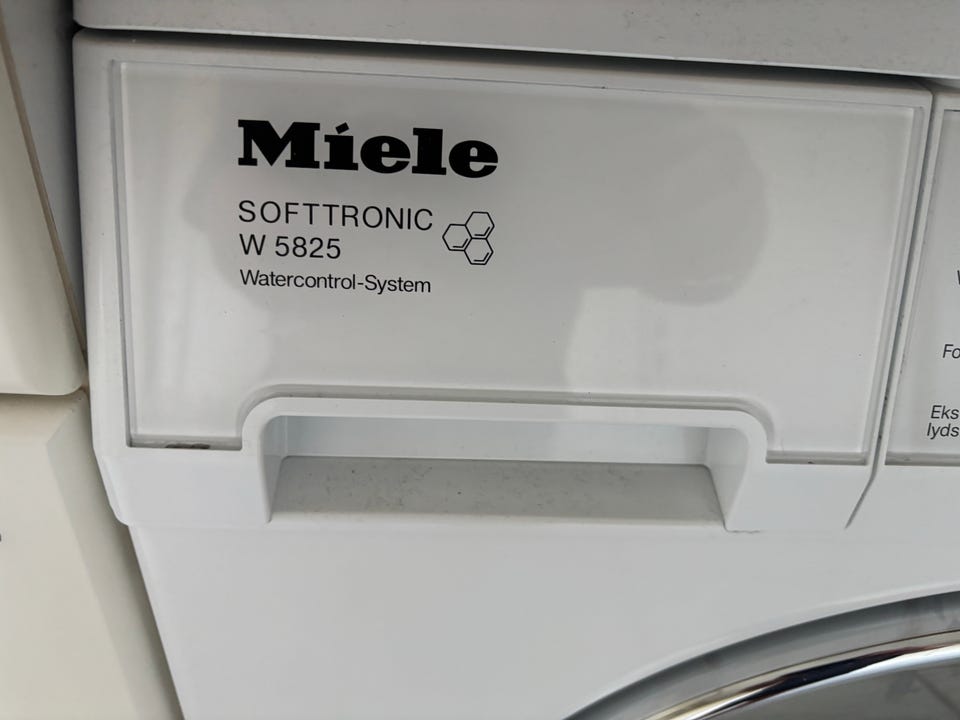 Miele
SOFTTRONIC
W 5825
Watercontrol-System